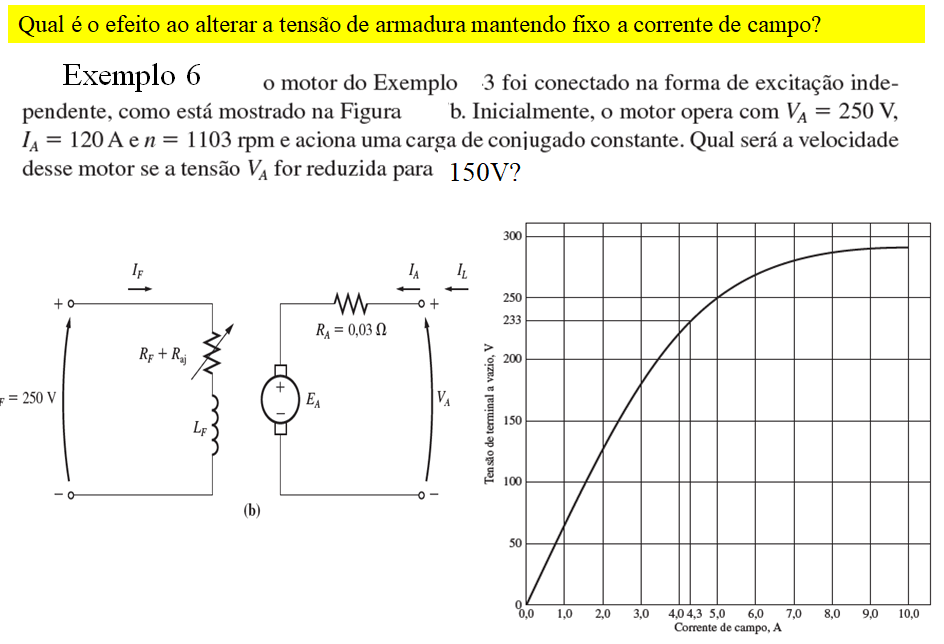 Qual é o efeito ao alterar a tensão de armadura mantendo fixo a corrente de campo?
Exemplo 6 o motor do Exemplo 3 foi conectado na forma de excitação inde-
pendente, como está mostrado na Figura b. Inicialmente, o motor opera com V_A = 250 V,
I_A = 120 A e n = 1103 rpm e aciona uma carga de conjugado constante. Qual será a velocidade
desse motor se a tensão V_A for reduzida para 150V?
I_F
I_A
I_L
+
+
R_A = 0,03 Ω
R_F + R_aj
F = 250 V
+
–
E_A
V_A
L_F
–
–
(b)
Tensão de terminal a vazio, V
300
250
233
200
150
100
50
0
0,0 1,0 2,0 3,0 4,0 4,3 5,0 6,0 7,0 8,0 9,0 10,0
Corrente de campo, A